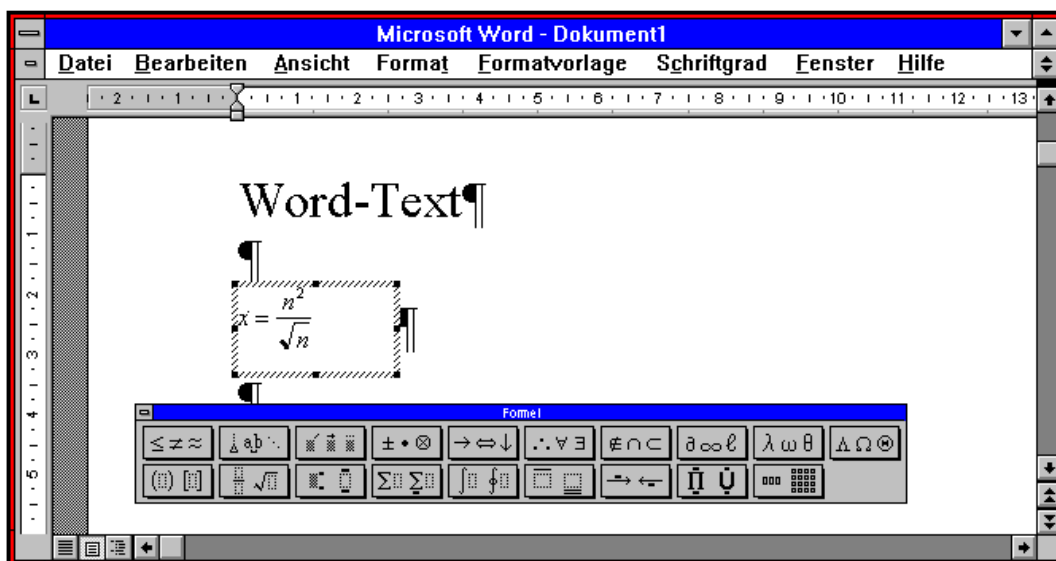 Microsoft Word - Dokument1
Datei Bearbeiten Ansicht Format Formatvorlage Schriftgrad Fenster Hilfe
L · 2 · ı · 1 · ı · ı · 1 · ı · 2 · ı · 3 · ı · 4 · ı · 5 · ı · 6 · ı · 7 · ı · 8 · ı · 9 · ı · 10 · ı · 11 · ı · 12 · ı · 13 ·
Word-Text¶
¶
ẋ = n² / √n ¶
¶
1
2
3
4
5
Formel
≤ ≠ ≈ ȧb ⋱ ± • ⊗ → ⇔ ↓ ∴ ∀ ∃ ∉ ∩ ⊂ ∂ ∞ ℓ λ ω θ Λ Ω Θ
(▯) [▯] √▯ Σ▯ Σ▯ ∫▯ ∮▯ → ← Π̄ Ụ̇